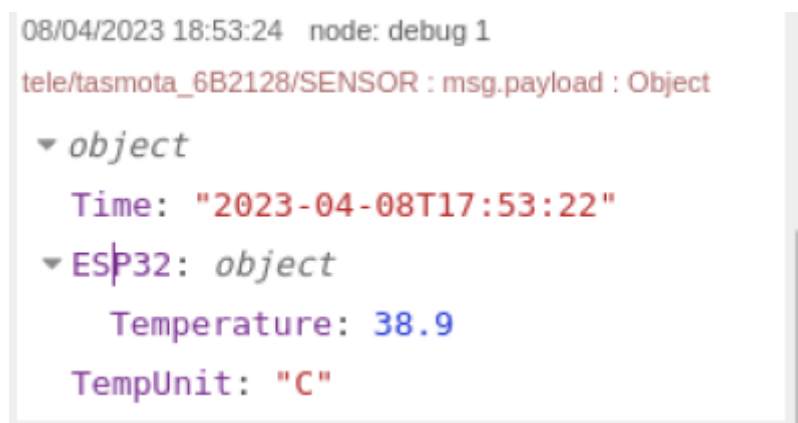 08/04/2023 18:53:24 node: debug 1
tele/tasmota_6B2128/SENSOR : msg.payload : Object
object
Time: "2023-04-08T17:53:22"
ESP32: object
Temperature: 38.9
TempUnit: "C"